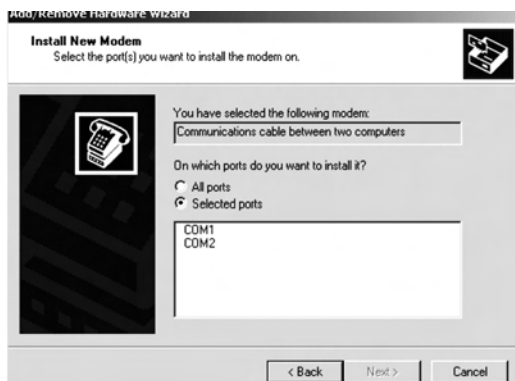 Add/Remove Hardware Wizard
Install New Modem
Select the port(s) you want to install the modem on.
You have selected the following modem:
Communications cable between two computers
On which ports do you want to install it?
All ports
Selected ports
COM1
COM2
< Back
Next >
Cancel